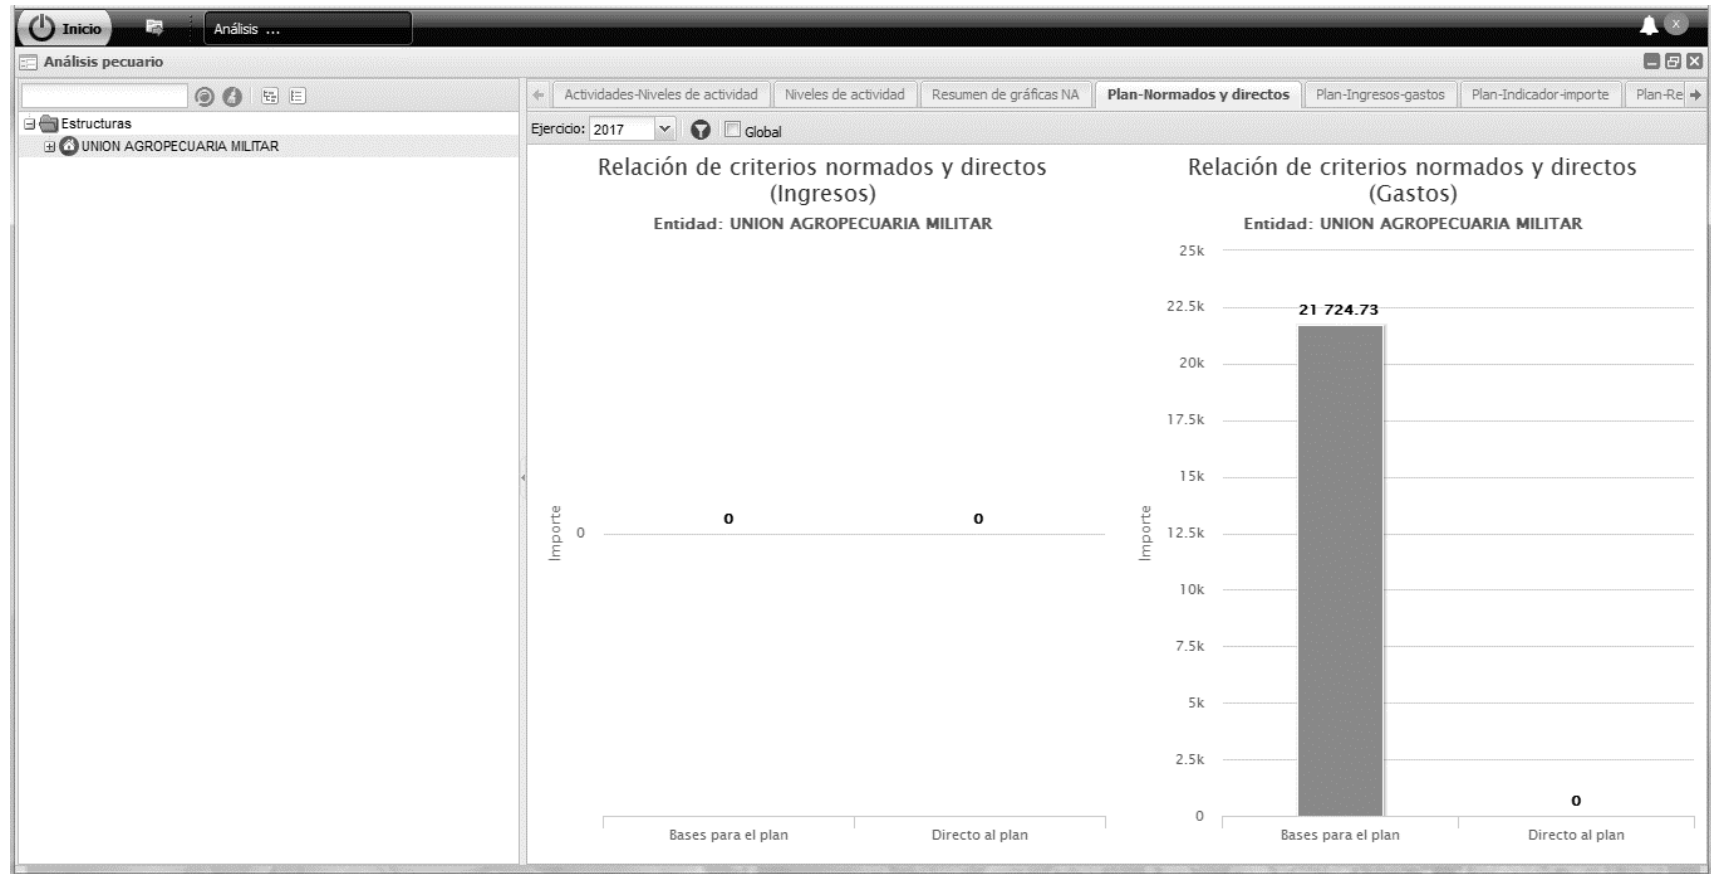 Inicio
Análisis ...
Análisis pecuario
Actividades-Niveles de actividad
Niveles de actividad
Resumen de gráficas NA
Plan-Normados y directos
Plan-Ingresos-gastos
Plan-Indicador-importe
Plan-Re
Estructuras
UNION AGROPECUARIA MILITAR
Ejercicio: 2017
Global
Relación de criterios normados y directos
(Ingresos)
Entidad: UNION AGROPECUARIA MILITAR
Importe
0
0
0
Bases para el plan
Directo al plan
Relación de criterios normados y directos
(Gastos)
Entidad: UNION AGROPECUARIA MILITAR
25k
22.5k
21 724.73
20k
17.5k
15k
Importe
12.5k
10k
7.5k
5k
2.5k
0
0
Bases para el plan
Directo al plan